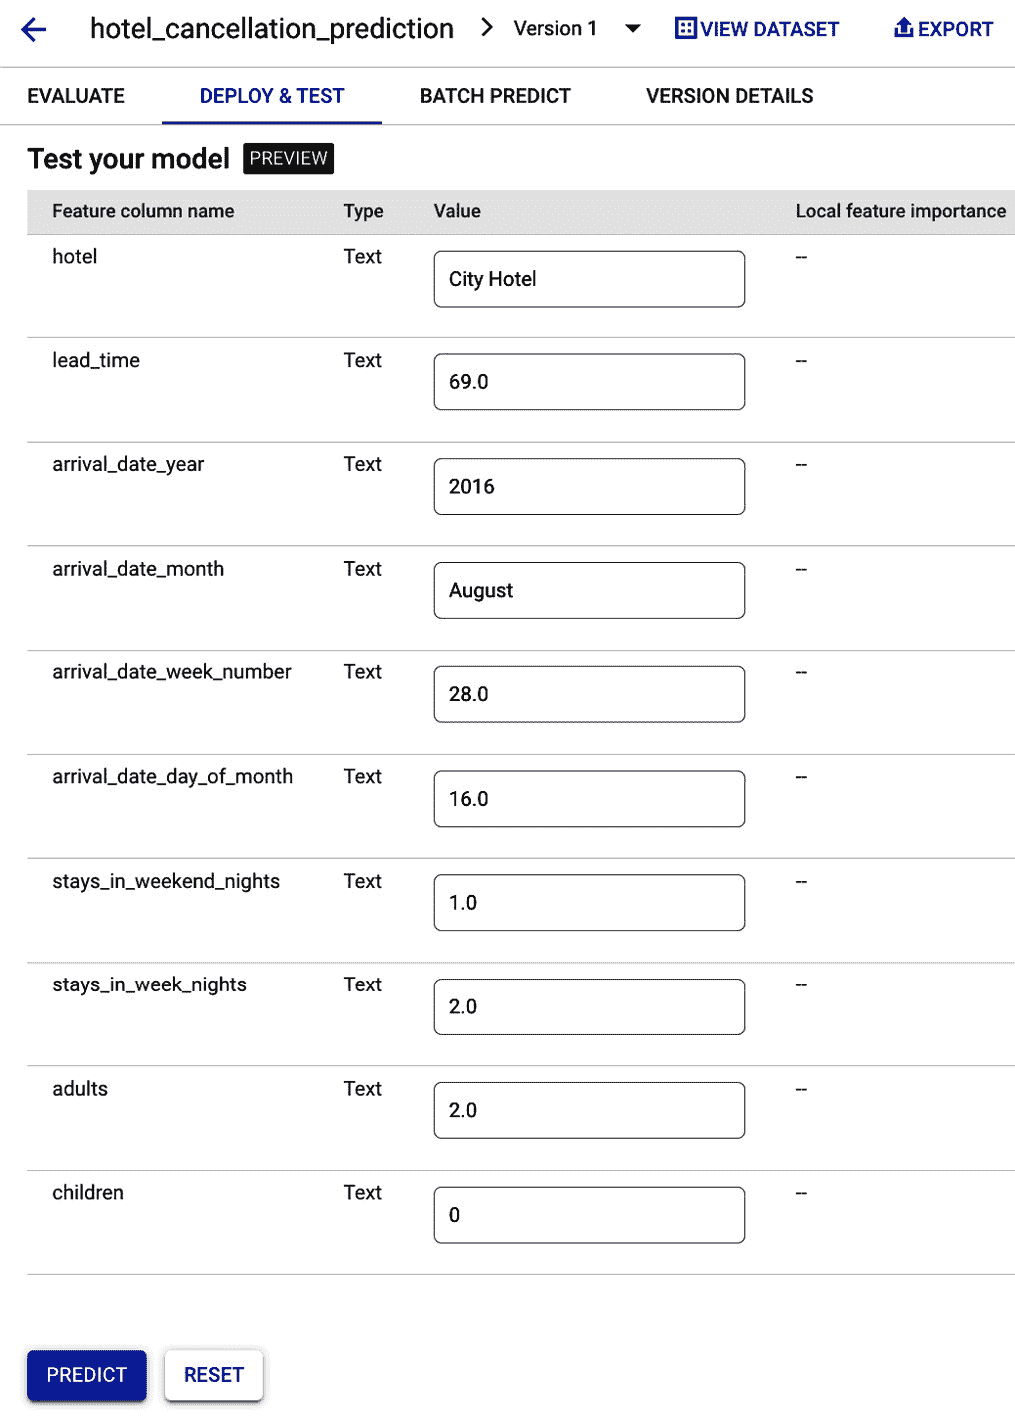 hotel_cancellation_prediction > Version 1 VIEW DATASET EXPORT
EVALUATE DEPLOY & TEST BATCH PREDICT VERSION DETAILS
Test your model PREVIEW
Feature column name Type Value Local feature importance
hotel Text City Hotel --
lead_time Text 69.0 --
arrival_date_year Text 2016 --
arrival_date_month Text August --
arrival_date_week_number Text 28.0 --
arrival_date_day_of_month Text 16.0 --
stays_in_weekend_nights Text 1.0 --
stays_in_week_nights Text 2.0 --
adults Text 2.0 --
children Text 0 --
PREDICT RESET